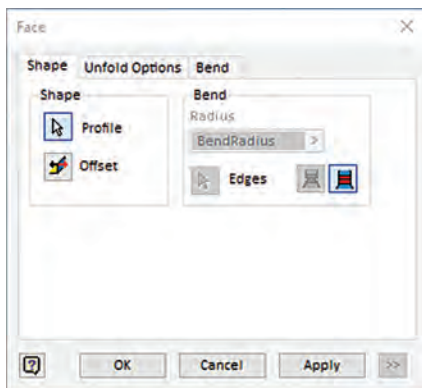 Face
Shape Unfold Options Bend
Shape
Profile
Offset
Bend
Radius
BendRadius >
Edges
? OK Cancel Apply >>